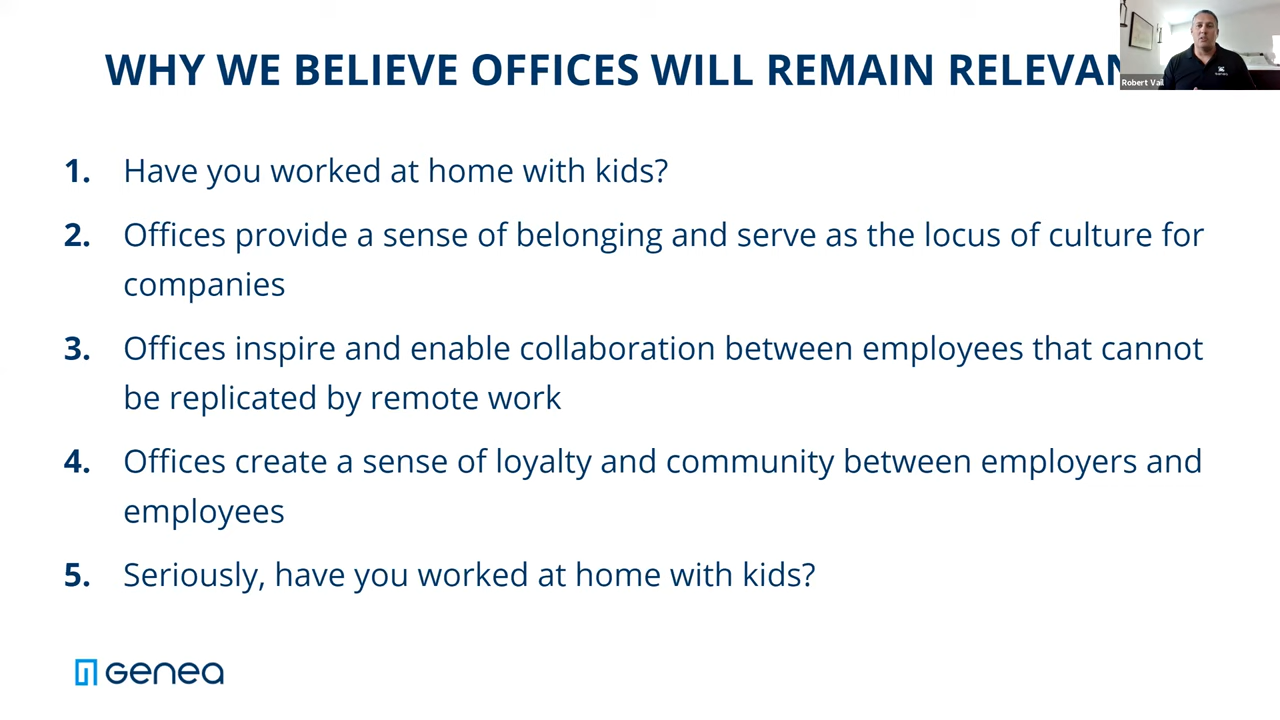 WHY WE BELIEVE OFFICES WILL REMAIN RELEVAN
Robert Vai
1. Have you worked at home with kids?
2. Offices provide a sense of belonging and serve as the locus of culture for
companies
3. Offices inspire and enable collaboration between employees that cannot
be replicated by remote work
4. Offices create a sense of loyalty and community between employers and
employees
5. Seriously, have you worked at home with kids?
Genea